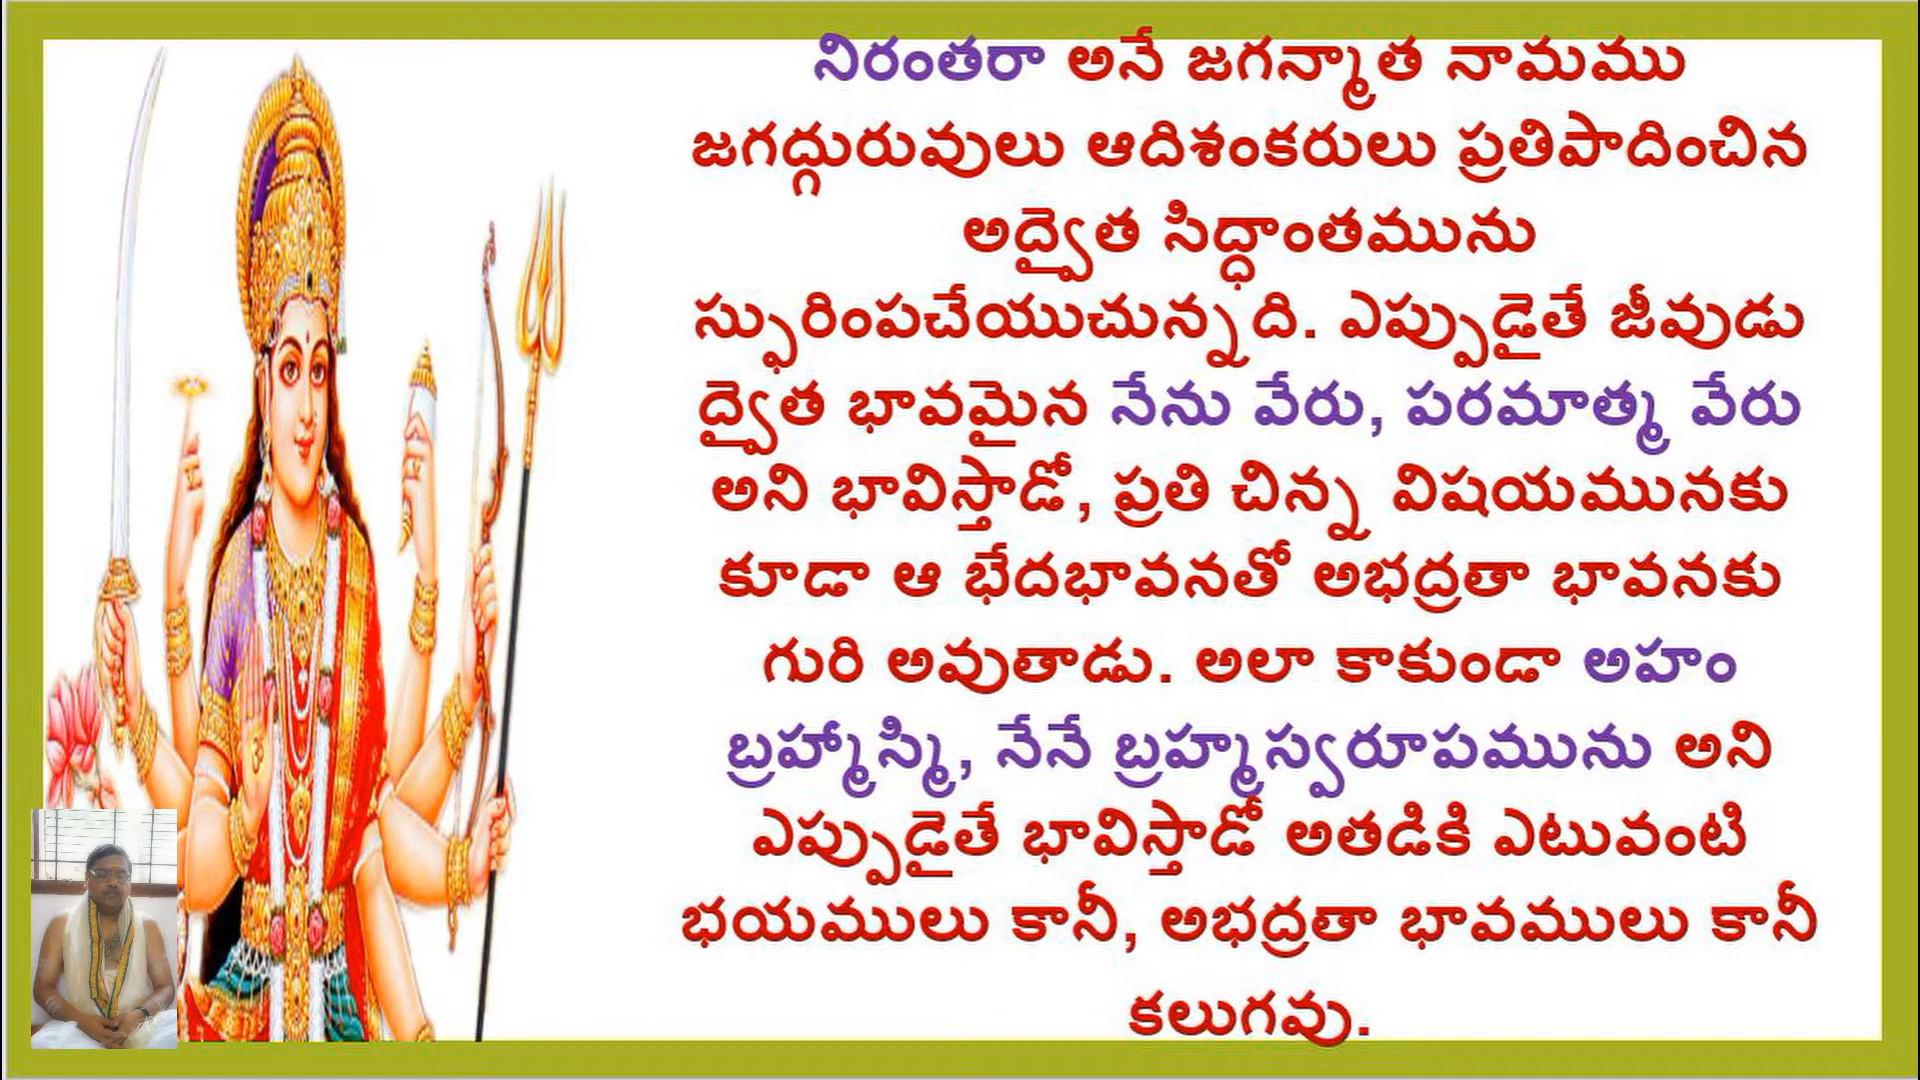 నిరంతరా అనే జగన్మాత నామము
జగద్గురువులు ఆదిశంకరులు ప్రతిపాదించిన
అద్వైత సిద్ధాంతమును
స్ఫురింపచేయుచున్నది. ఎప్పుడైతే జీవుడు
ద్వైత భావమైన నేను వేరు, పరమాత్మ వేరు
అని భావిస్తాడో, ప్రతి చిన్న విషయమునకు
కూడా ఆ భేదభావనతో అభద్రతా భావనకు
గురి అవుతాడు. అలా కాకుండా అహం
బ్రహ్మాస్మి, నేనే బ్రహ్మస్వరూపమును అని
ఎప్పుడైతే భావిస్తాడో అతడికి ఎటువంటి
భయములు కానీ, అభద్రతా భావములు కానీ
కలుగవు.